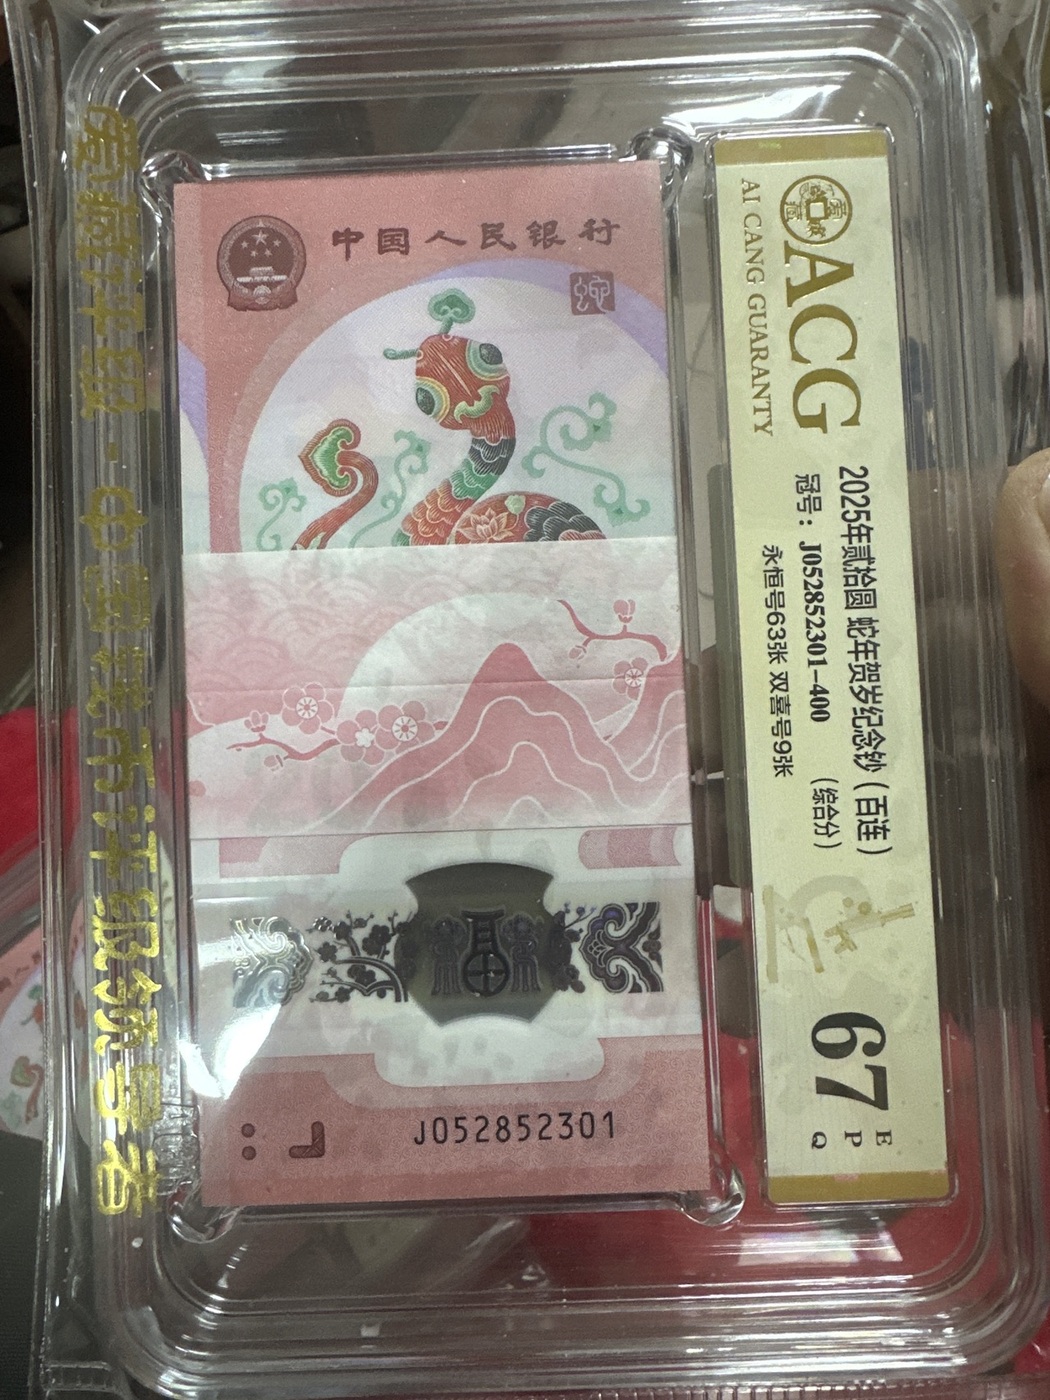 中国人民银行
蛇
J052852301
ACG
AI CANG GUARANTY
2025年贰拾圆 蛇年贺岁纪念钞（百连）
冠号：J052852301-400 （综合分）
永恒号63张 双喜号9张
67
E
P
Q